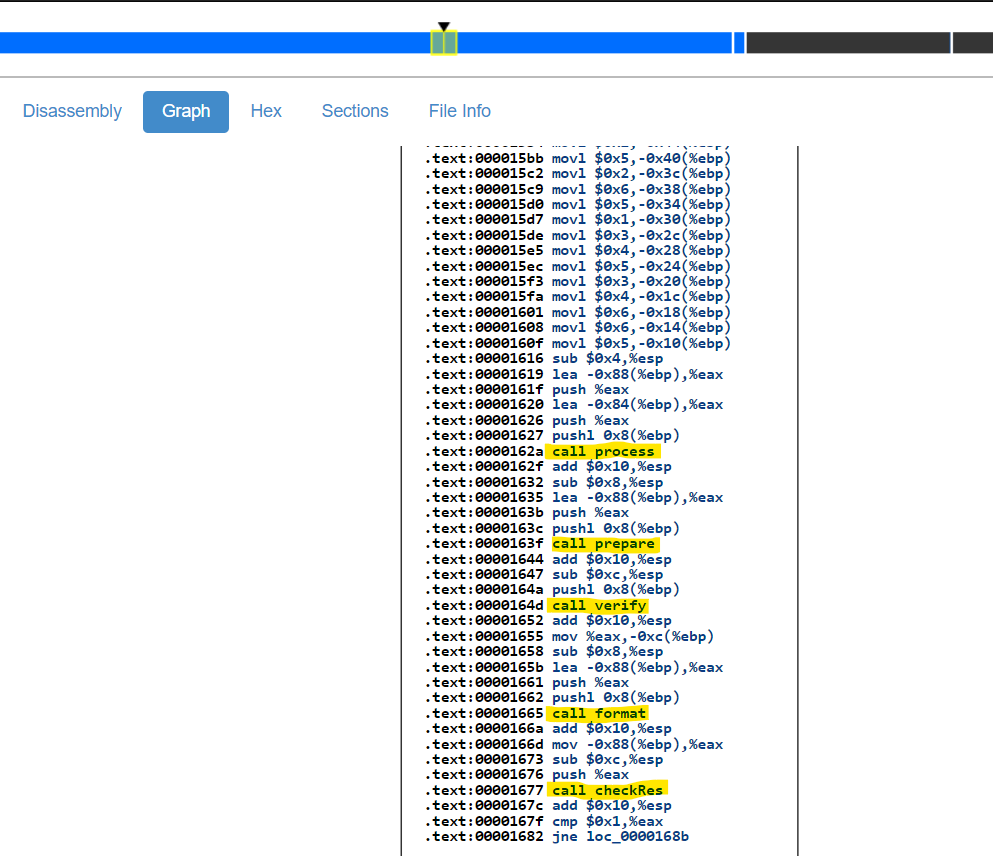 Disassembly Graph Hex Sections File Info
.text:000015bb movl $0x5,-0x40(%ebp)
.text:000015c2 movl $0x2,-0x3c(%ebp)
.text:000015c9 movl $0x6,-0x38(%ebp)
.text:000015d0 movl $0x5,-0x34(%ebp)
.text:000015d7 movl $0x1,-0x30(%ebp)
.text:000015de movl $0x3,-0x2c(%ebp)
.text:000015e5 movl $0x4,-0x28(%ebp)
.text:000015ec movl $0x5,-0x24(%ebp)
.text:000015f3 movl $0x3,-0x20(%ebp)
.text:000015fa movl $0x4,-0x1c(%ebp)
.text:00001601 movl $0x6,-0x18(%ebp)
.text:00001608 movl $0x6,-0x14(%ebp)
.text:0000160f movl $0x5,-0x10(%ebp)
.text:00001616 sub $0x4,%esp
.text:00001619 lea -0x88(%ebp),%eax
.text:0000161f push %eax
.text:00001620 lea -0x84(%ebp),%eax
.text:00001626 push %eax
.text:00001627 pushl 0x8(%ebp)
.text:0000162a call process
.text:0000162f add $0x10,%esp
.text:00001632 sub $0x8,%esp
.text:00001635 lea -0x88(%ebp),%eax
.text:0000163b push %eax
.text:0000163c pushl 0x8(%ebp)
.text:0000163f call prepare
.text:00001644 add $0x10,%esp
.text:00001647 sub $0xc,%esp
.text:0000164a pushl 0x8(%ebp)
.text:0000164d call verify
.text:00001652 add $0x10,%esp
.text:00001655 mov %eax,-0xc(%ebp)
.text:00001658 sub $0x8,%esp
.text:0000165b lea -0x88(%ebp),%eax
.text:00001661 push %eax
.text:00001662 pushl 0x8(%ebp)
.text:00001665 call format
.text:0000166a add $0x10,%esp
.text:0000166d mov -0x88(%ebp),%eax
.text:00001673 sub $0xc,%esp
.text:00001676 push %eax
.text:00001677 call checkRes
.text:0000167c add $0x10,%esp
.text:0000167f cmp $0x1,%eax
.text:00001682 jne loc_0000168b